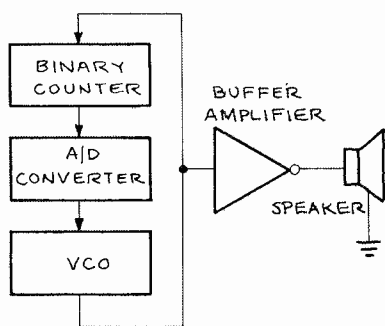 BINARY
COUNTER
A/D
CONVERTER
VCO
BUFFER
AMPLIFIER
SPEAKER